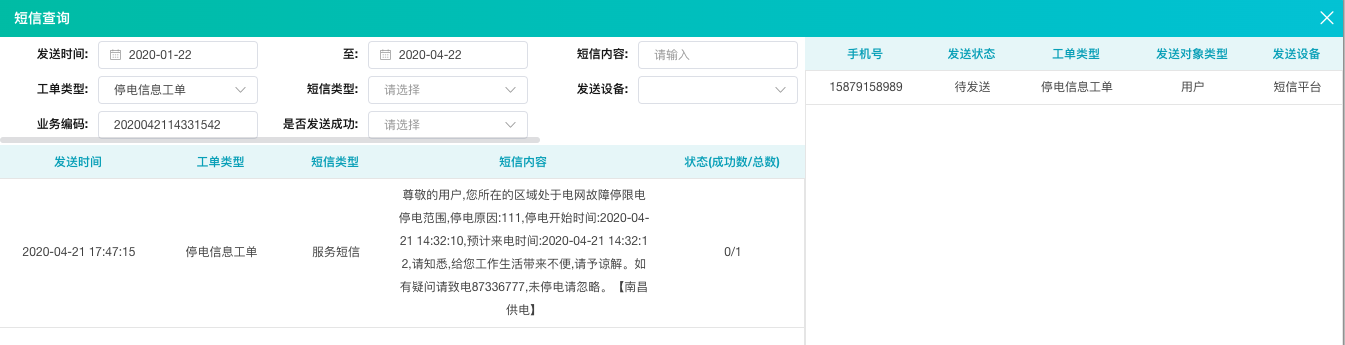 短信查询
发送时间: 2020-01-22 至: 2020-04-22 短信内容: 请输入
工单类型: 停电信息工单 短信类型: 请选择 发送设备:
业务编码: 2020042114331542 是否发送成功: 请选择
发送时间 工单类型 短信类型 短信内容 状态(成功数/总数)
2020-04-21 17:47:15 停电信息工单 服务短信
尊敬的用户,您所在的区域处于电网故障停限电
停电范围,停电原因:111,停电开始时间:2020-04-
21 14:32:10,预计来电时间:2020-04-21 14:32:1
2,请知悉,给您工作生活带来不便,请予谅解。如
有疑问请致电87336777,未停电请忽略。【南昌
供电】
0/1
手机号 发送状态 工单类型 发送对象类型 发送设备
15879158989 待发送 停电信息工单 用户 短信平台